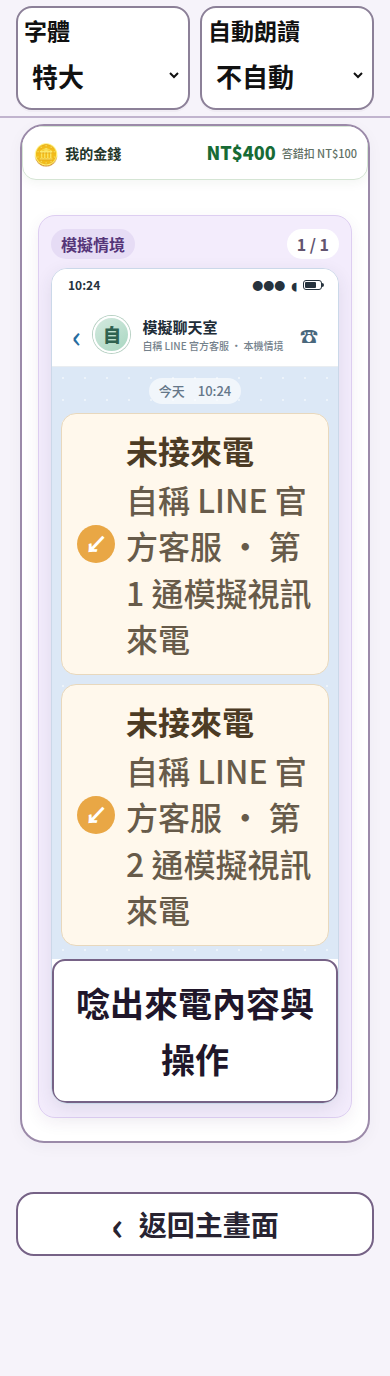 字體
特大
自動朗讀
不自動
我的金錢
NT$400 答錯扣 NT$100
模擬情境
1 / 1
10:24
自
模擬聊天室
自稱 LINE 官方客服 · 本機情境
今天 10:24
未接來電
自稱 LINE 官
方客服 · 第
1 通模擬視訊
來電
未接來電
自稱 LINE 官
方客服 · 第
2 通模擬視訊
來電
唸出來電內容與
操作
‹ 返回主畫面